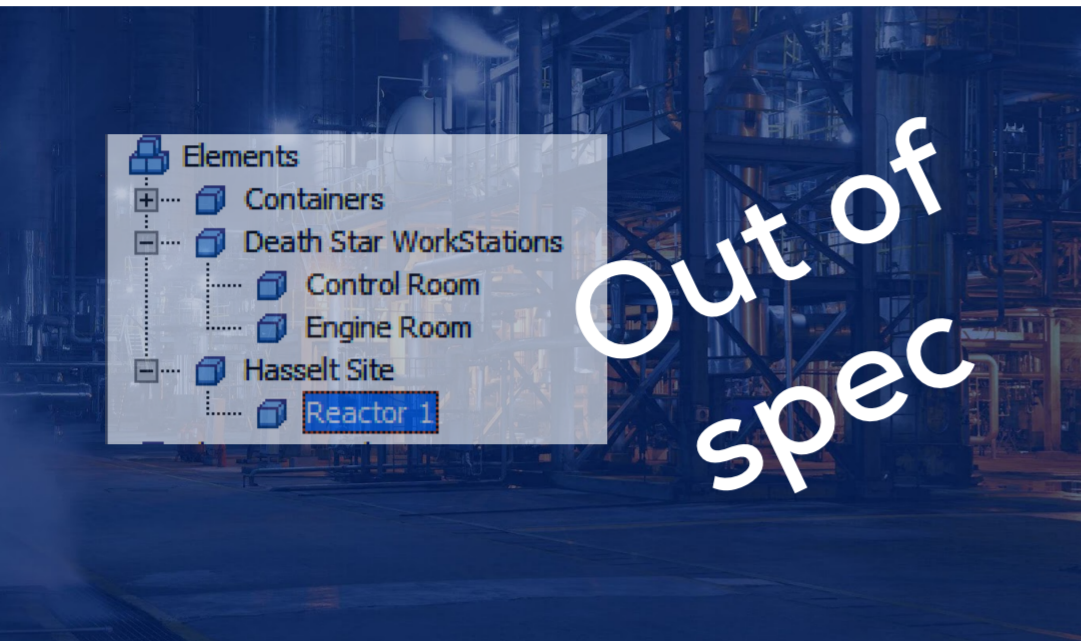 Elements
Containers
Death Star WorkStations
Control Room
Engine Room
Hasselt Site
Reactor 1
Out of
spec